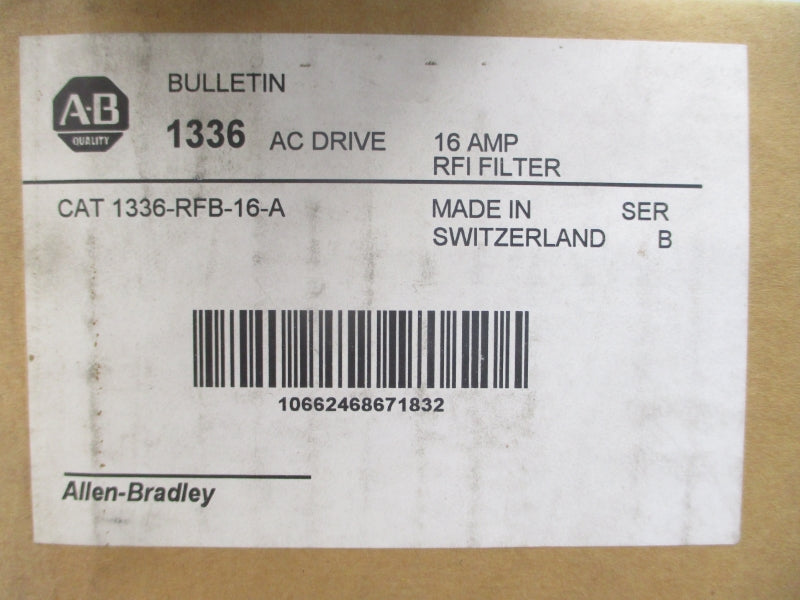 A-B
QUALITY
BULLETIN
1336 AC DRIVE
16 AMP
RFI FILTER
CAT 1336-RFB-16-A
MADE IN
SWITZERLAND
SER
B
10662468671832
Allen-Bradley